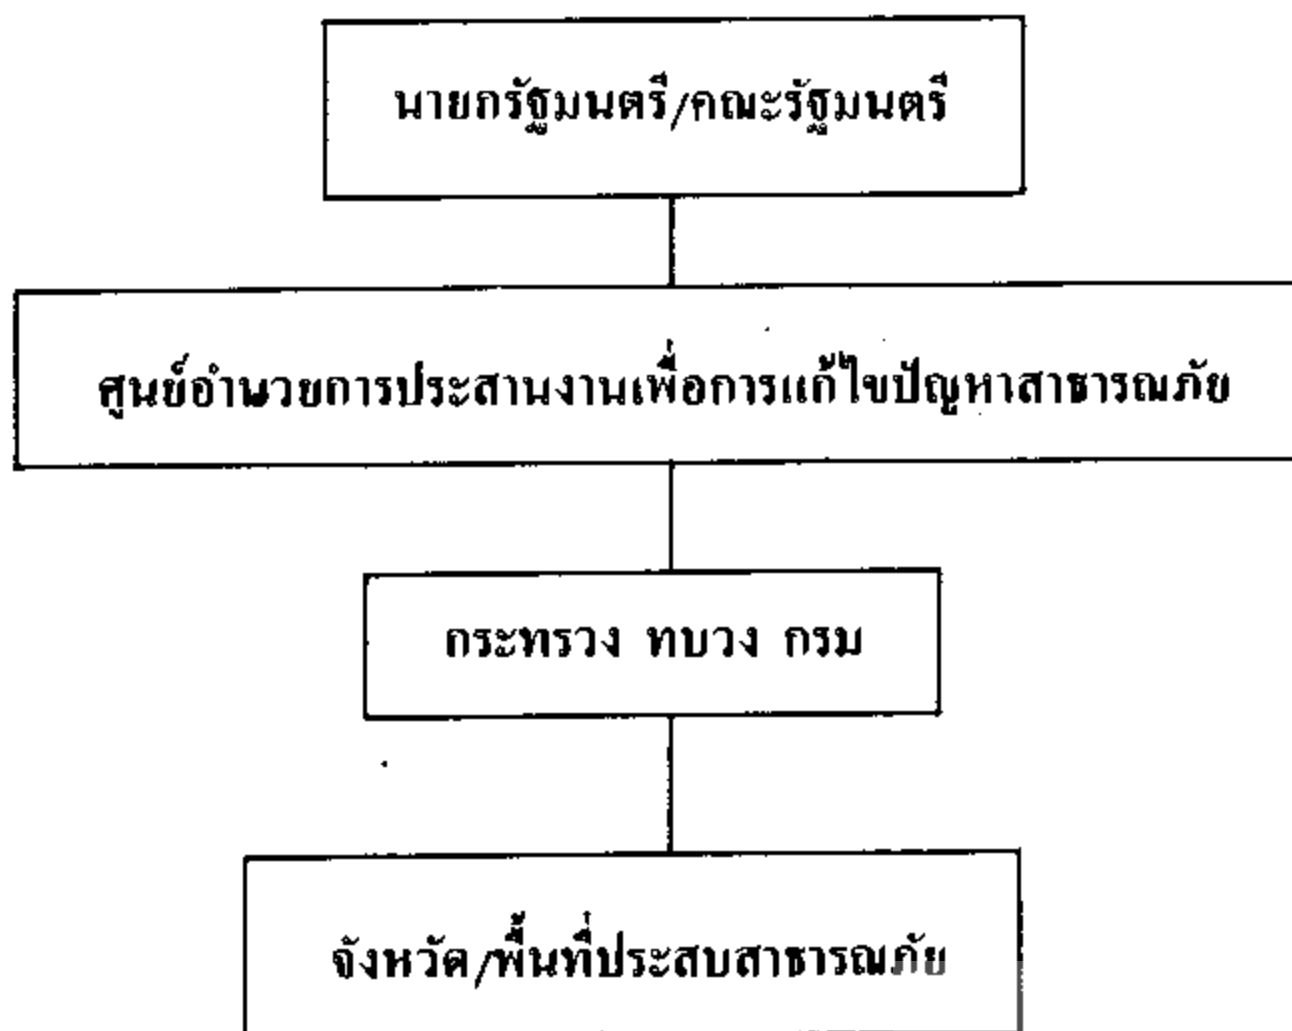 นายกรัฐมนตรี/คณะรัฐมนตรี
ศูนย์อำนวยการประสานงานเพื่อการแก้ไขปัญหาสาธารณภัย
กระทรวง ทบวง กรม
จังหวัด/พื้นที่ประสบสาธารณภัย